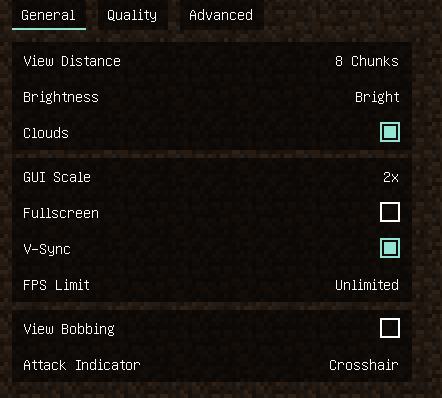 General Quality Advanced
View Distance 8 Chunks
Brightness Bright
Clouds
GUI Scale 2x
Fullscreen
V-Sync
FPS Limit Unlimited
View Bobbing
Attack Indicator Crosshair